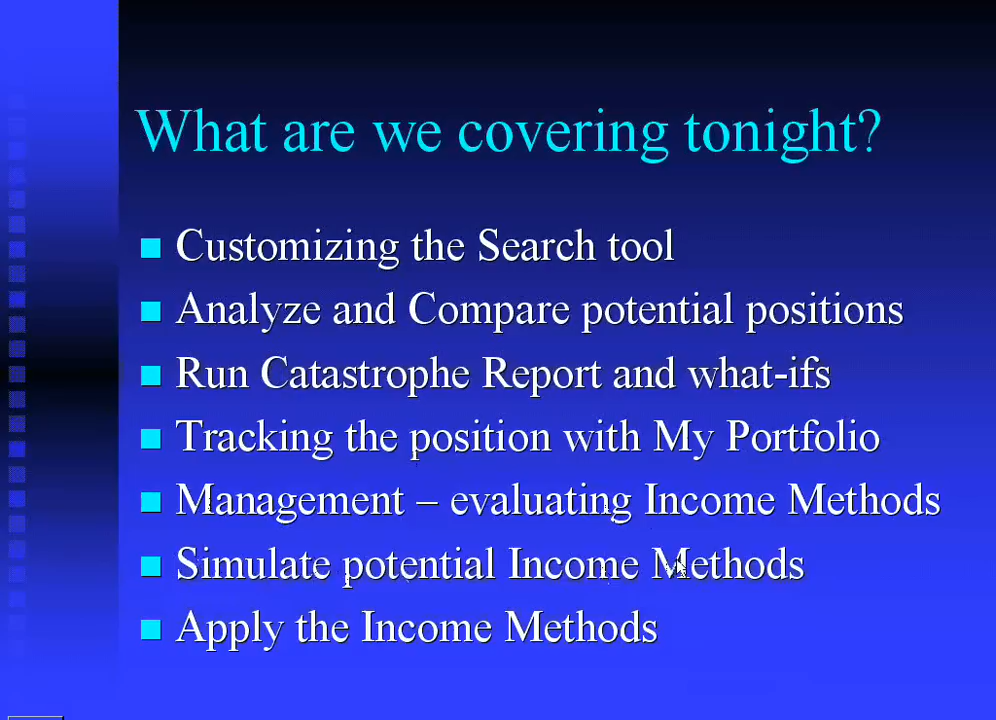 What are we covering tonight?
Customizing the Search tool
Analyze and Compare potential positions
Run Catastrophe Report and what-ifs
Tracking the position with My Portfolio
Management – evaluating Income Methods
Simulate potential Income Methods
Apply the Income Methods